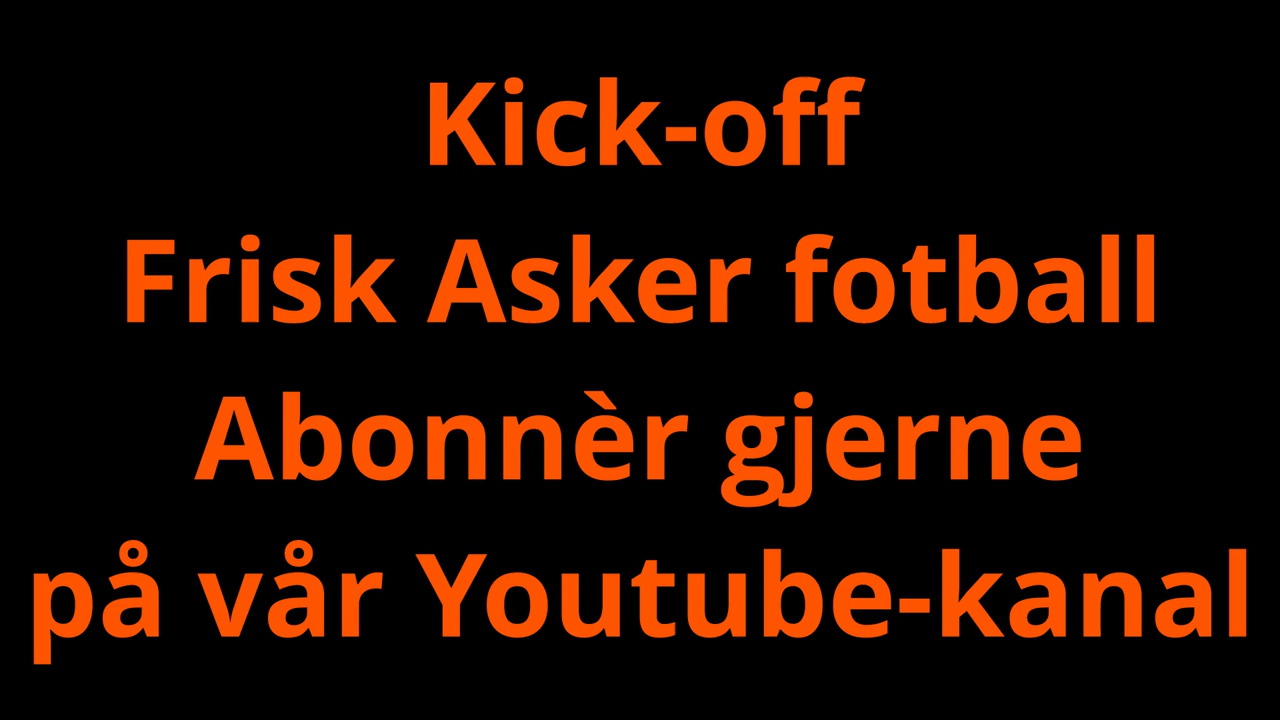 Kick-off
Frisk Asker fotball
Abonnèr gjerne
på vår Youtube-kanal